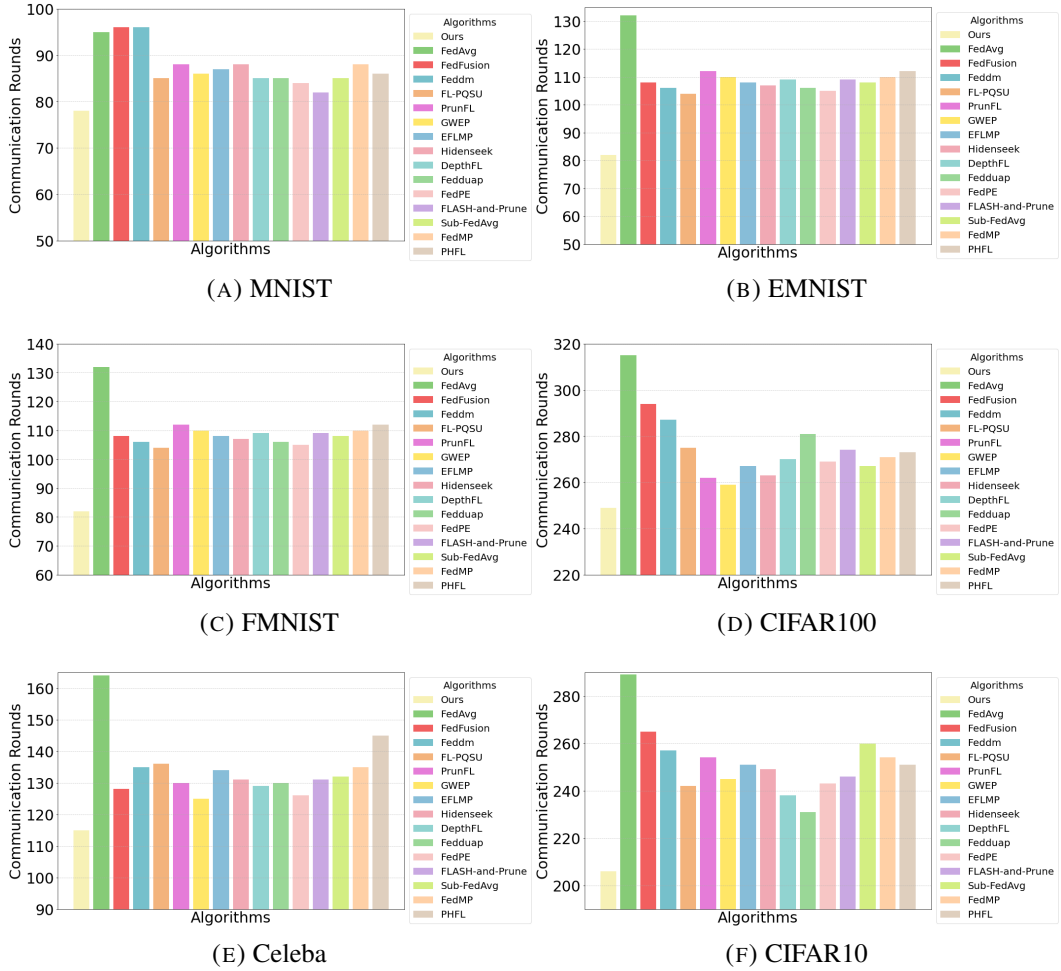 Communication Rounds
100
90
80
70
60
50
Algorithms
Algorithms
Ours
FedAvg
FedFusion
Feddm
FL-PQSU
PrunFL
GWEP
EFLMP
Hidenseek
DepthFL
Fedduap
FedPE
FLASH-and-Prune
Sub-FedAvg
FedMP
PHFL
(A) MNIST
Communication Rounds
130
120
110
100
90
80
70
60
50
Algorithms
Algorithms
Ours
FedAvg
FedFusion
Feddm
FL-PQSU
PrunFL
GWEP
EFLMP
Hidenseek
DepthFL
Fedduap
FedPE
FLASH-and-Prune
Sub-FedAvg
FedMP
PHFL
(B) EMNIST
Communication Rounds
140
130
120
110
100
90
80
70
60
Algorithms
Algorithms
Ours
FedAvg
FedFusion
Feddm
FL-PQSU
PrunFL
GWEP
EFLMP
Hidenseek
DepthFL
Fedduap
FedPE
FLASH-and-Prune
Sub-FedAvg
FedMP
PHFL
(C) FMNIST
Communication Rounds
320
300
280
260
240
220
Algorithms
Algorithms
Ours
FedAvg
FedFusion
Feddm
FL-PQSU
PrunFL
GWEP
EFLMP
Hidenseek
DepthFL
Fedduap
FedPE
FLASH-and-Prune
Sub-FedAvg
FedMP
PHFL
(D) CIFAR100
Communication Rounds
160
150
140
130
120
110
100
90
Algorithms
Algorithms
Ours
FedAvg
FedFusion
Feddm
FL-PQSU
PrunFL
GWEP
EFLMP
Hidenseek
DepthFL
Fedduap
FedPE
FLASH-and-Prune
Sub-FedAvg
FedMP
PHFL
(E) Celeba
Communication Rounds
280
260
240
220
200
Algorithms
Algorithms
Ours
FedAvg
FedFusion
Feddm
FL-PQSU
PrunFL
GWEP
EFLMP
Hidenseek
DepthFL
Fedduap
FedPE
FLASH-and-Prune
Sub-FedAvg
FedMP
PHFL
(F) CIFAR10